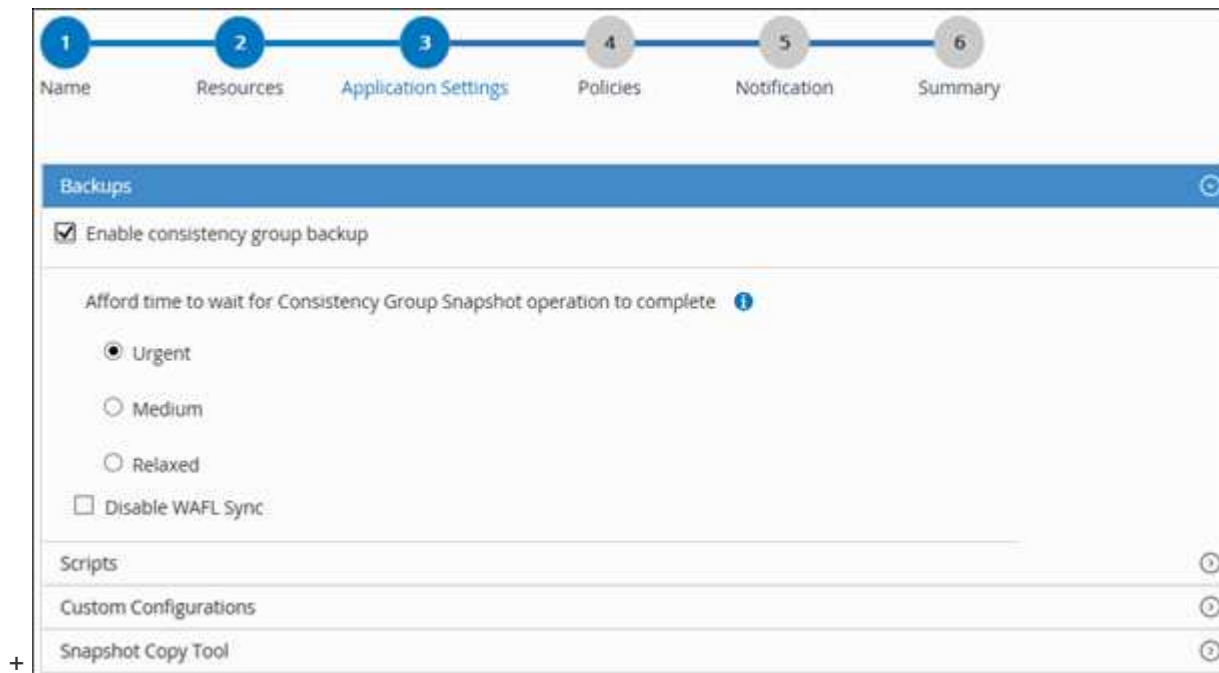 1 2 3 4 5 6
Name Resources Application Settings Policies Notification Summary
Backups
Enable consistency group backup
Afford time to wait for Consistency Group Snapshot operation to complete i
Urgent
Medium
Relaxed
Disable WAFL Sync
Scripts
Custom Configurations
Snapshot Copy Tool
+